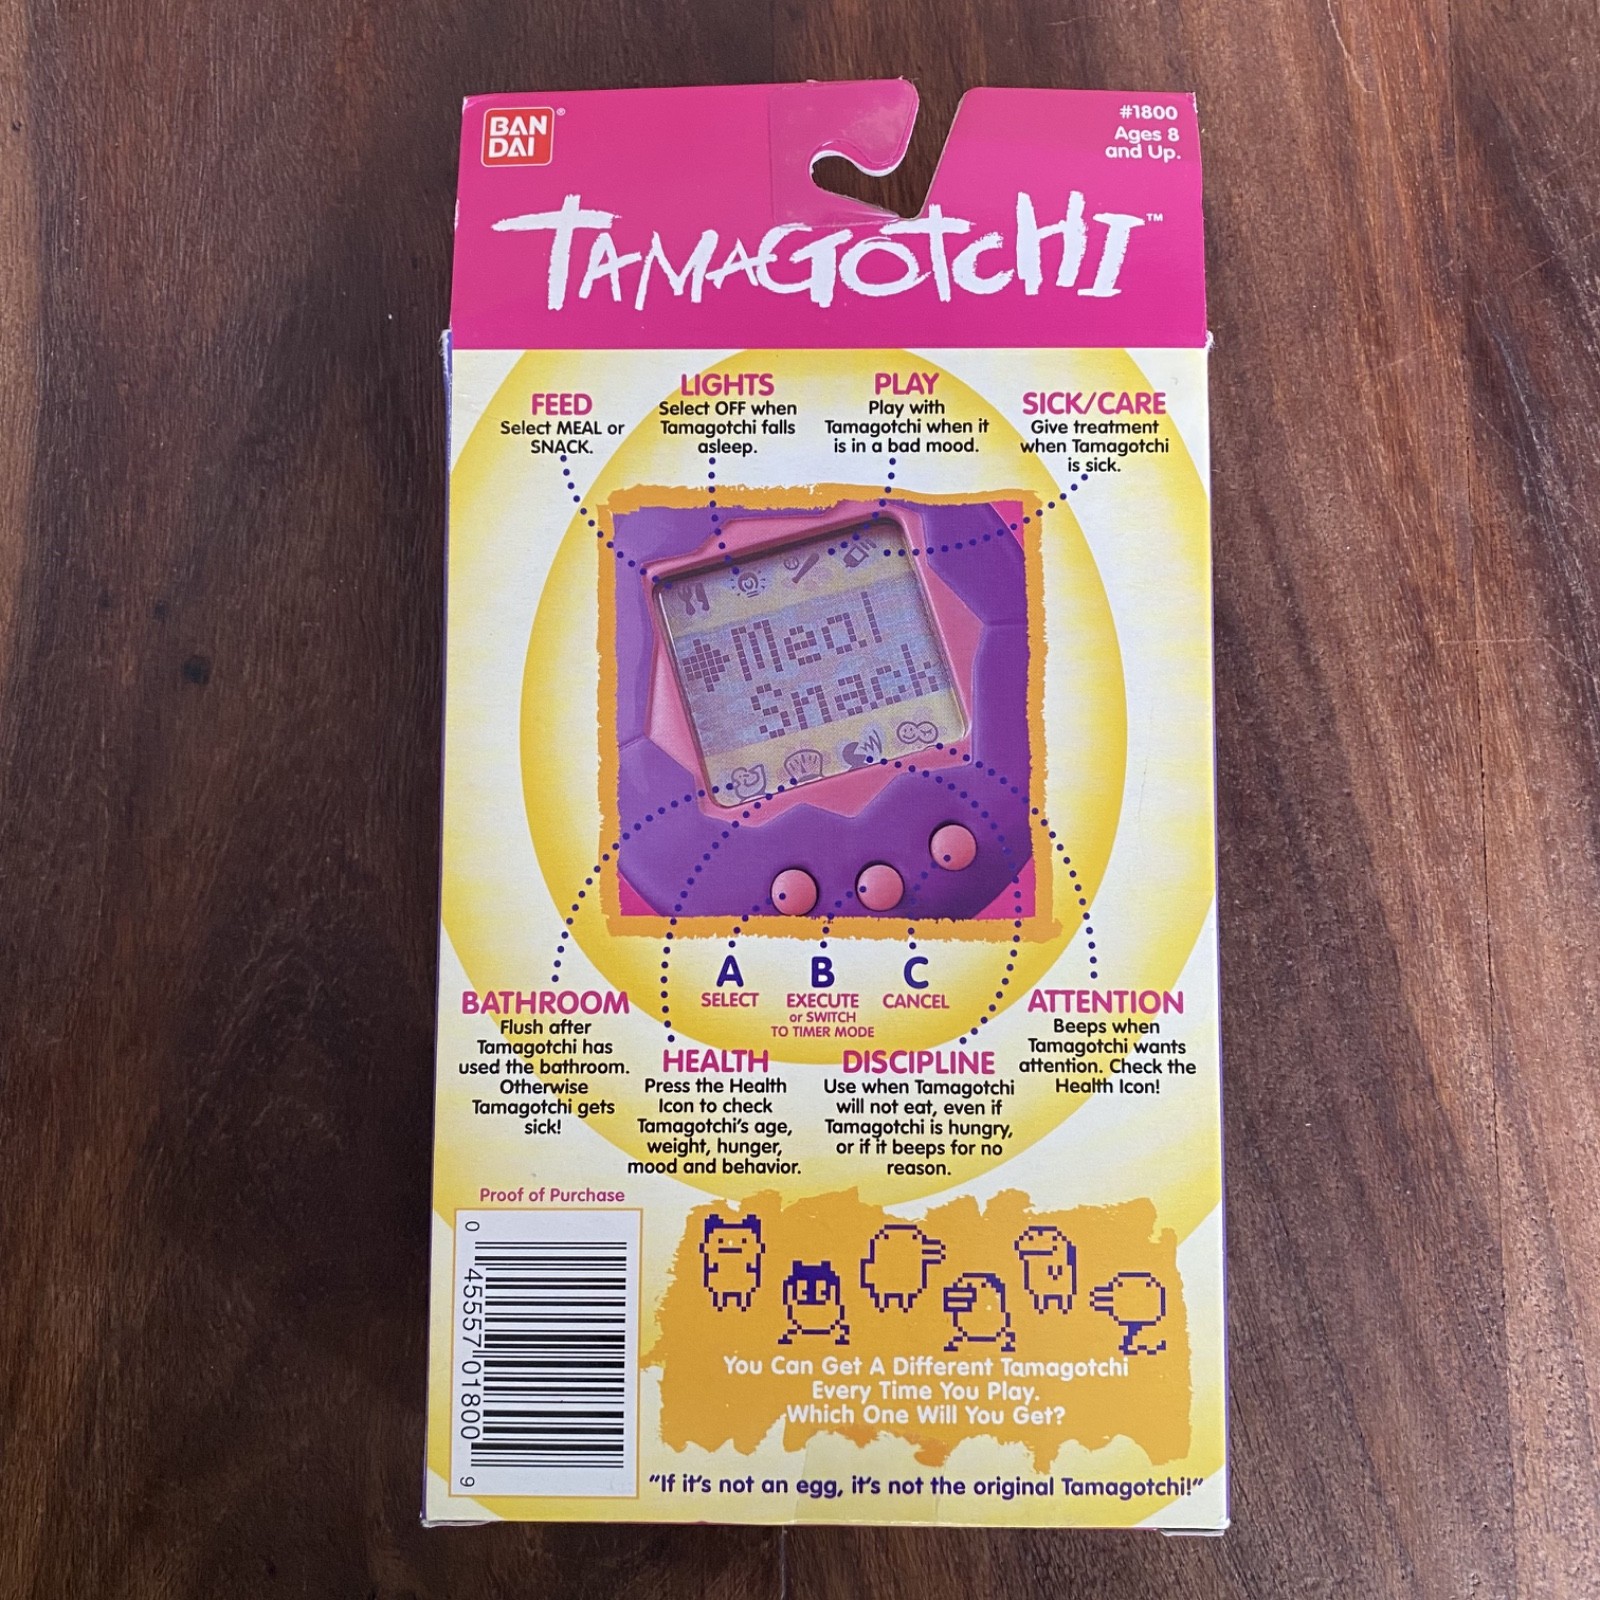 BAN
DAI
®
#1800
Ages 8
and Up.
TAMAGOTCHI™
FEED
Select MEAL or
SNACK.
LIGHTS
Select OFF when
Tamagotchi falls
asleep.
PLAY
Play with
Tamagotchi when it
is in a bad mood.
SICK/CARE
Give treatment
when Tamagotchi
is sick.
Meal
Snack
A
SELECT
B
EXECUTE
or SWITCH
TO TIMER MODE
C
CANCEL
BATHROOM
Flush after
Tamagotchi has
used the bathroom.
Otherwise
Tamagotchi gets
sick!
HEALTH
Press the Health
Icon to check
Tamagotchi's age,
weight, hunger,
mood and behavior.
DISCIPLINE
Use when Tamagotchi
will not eat, even if
Tamagotchi is hungry,
or if it beeps for no
reason.
ATTENTION
Beeps when
Tamagotchi wants
attention. Check the
Health Icon!
Proof of Purchase
0 45557 01800 9
You Can Get A Different Tamagotchi
Every Time You Play.
Which One Will You Get?
"If it's not an egg, it's not the original Tamagotchi!"